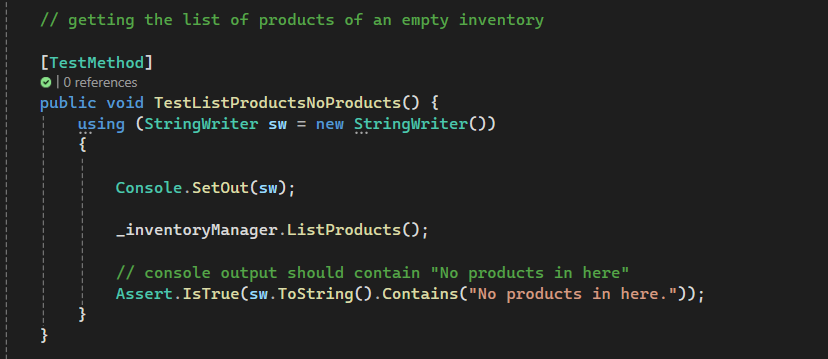 // getting the list of products of an empty inventory
[TestMethod]
| 0 references
public void TestListProductsNoProducts() {
using (StringWriter sw = new StringWriter())
{
Console.SetOut(sw);
_inventoryManager.ListProducts();
// console output should contain "No products in here"
Assert.IsTrue(sw.ToString().Contains("No products in here."));
}
}